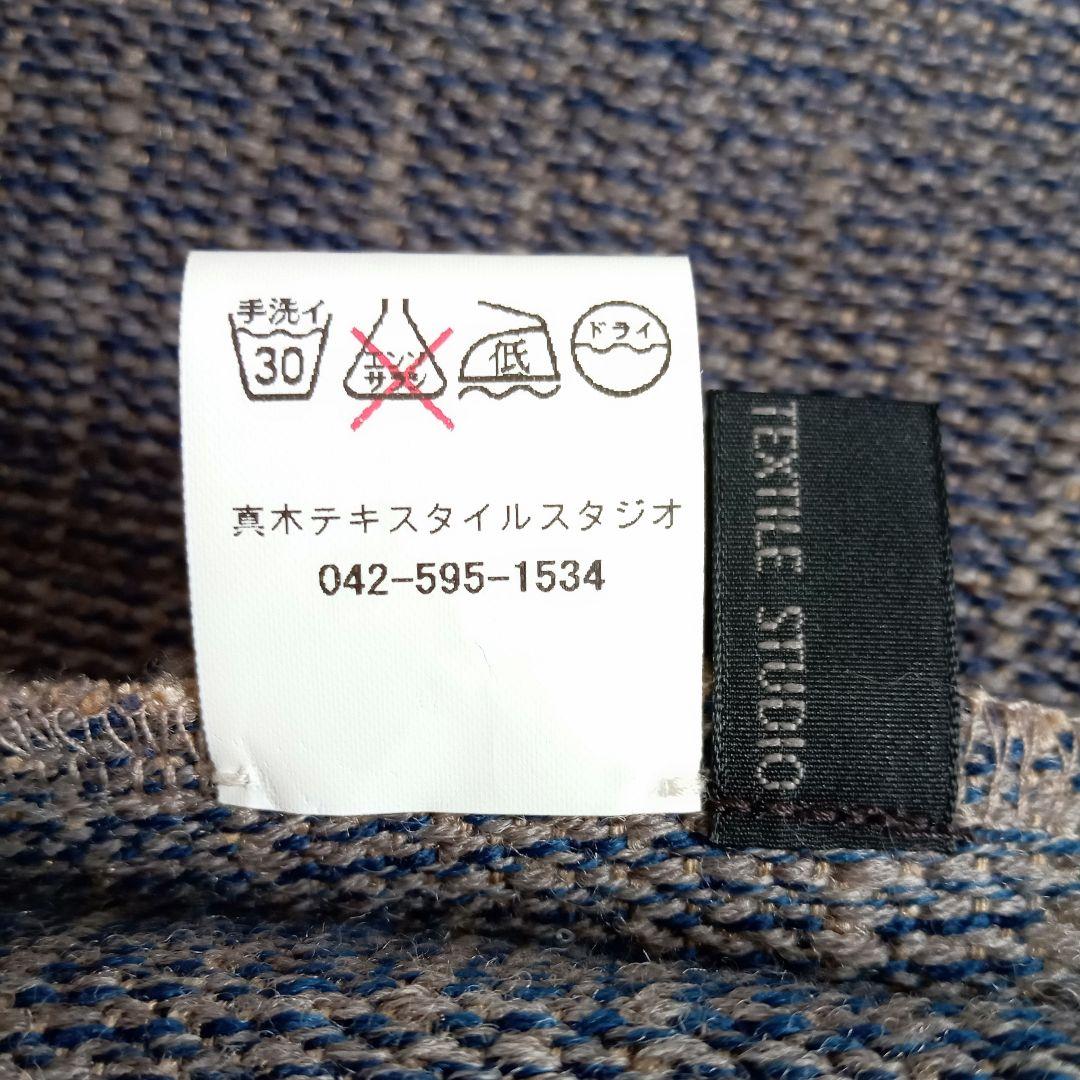 手洗イ
30
エンソ
サラシ
低
ドライ
真木テキスタイルスタジオ
042-595-1534
TEXTILE STUDIO